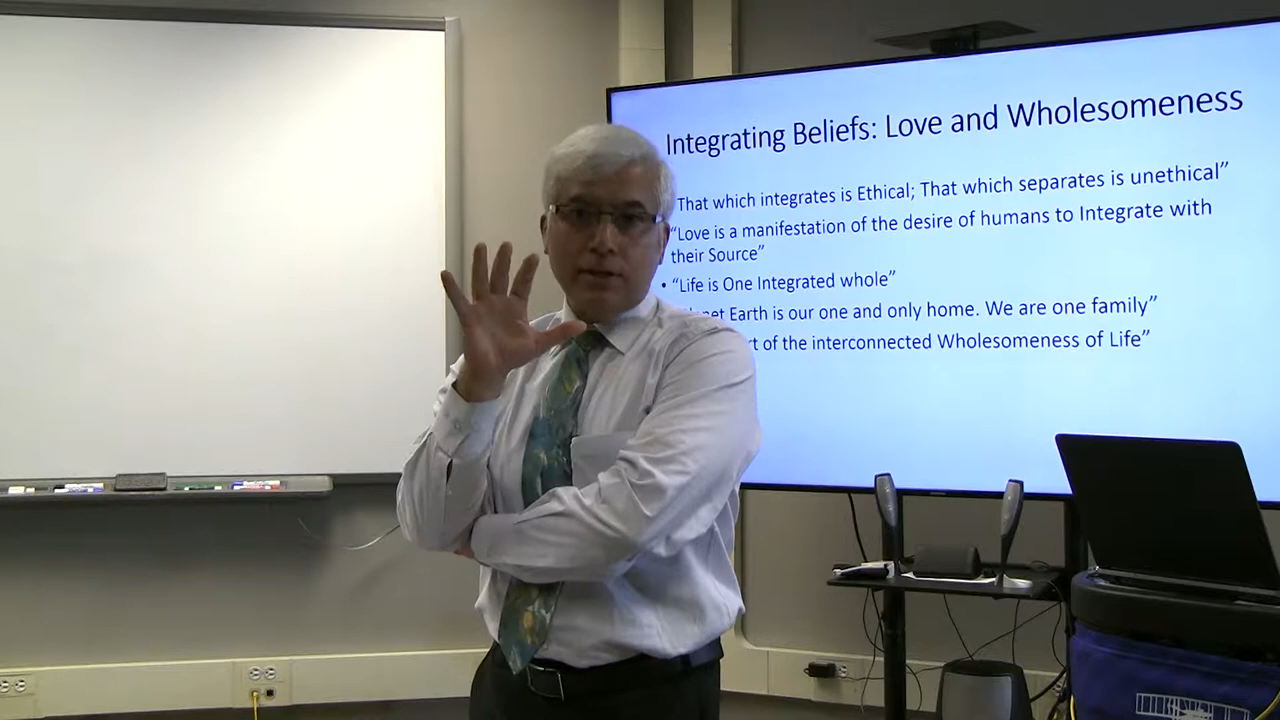 Integrating Beliefs: Love and Wholesomeness
That which integrates is Ethical; That which separates is unethical”
“Love is a manifestation of the desire of humans to Integrate with
their Source”
• “Life is One Integrated whole”
Earth is our one and only home. We are one family”
of the interconnected Wholesomeness of Life”